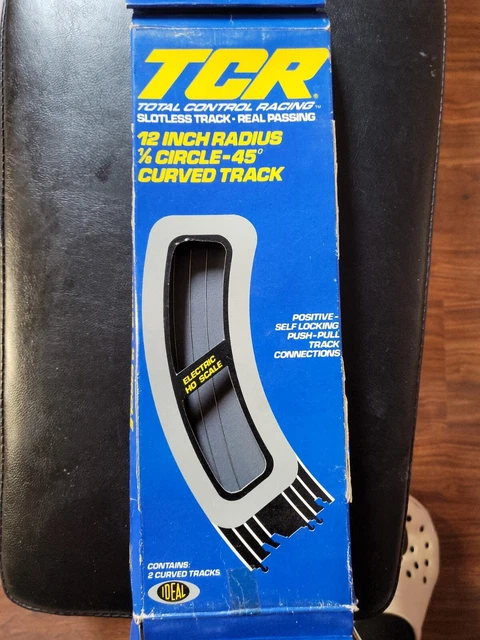 TCR®
TOTAL CONTROL RACING™
SLOTLESS TRACK - REAL PASSING
12 INCH RADIUS
⅛ CIRCLE - 45°
CURVED TRACK
POSITIVE-
SELF LOCKING
PUSH-PULL
TRACK
CONNECTIONS
ELECTRIC
HO SCALE
CONTAINS:
2 CURVED TRACKS
IDEAL